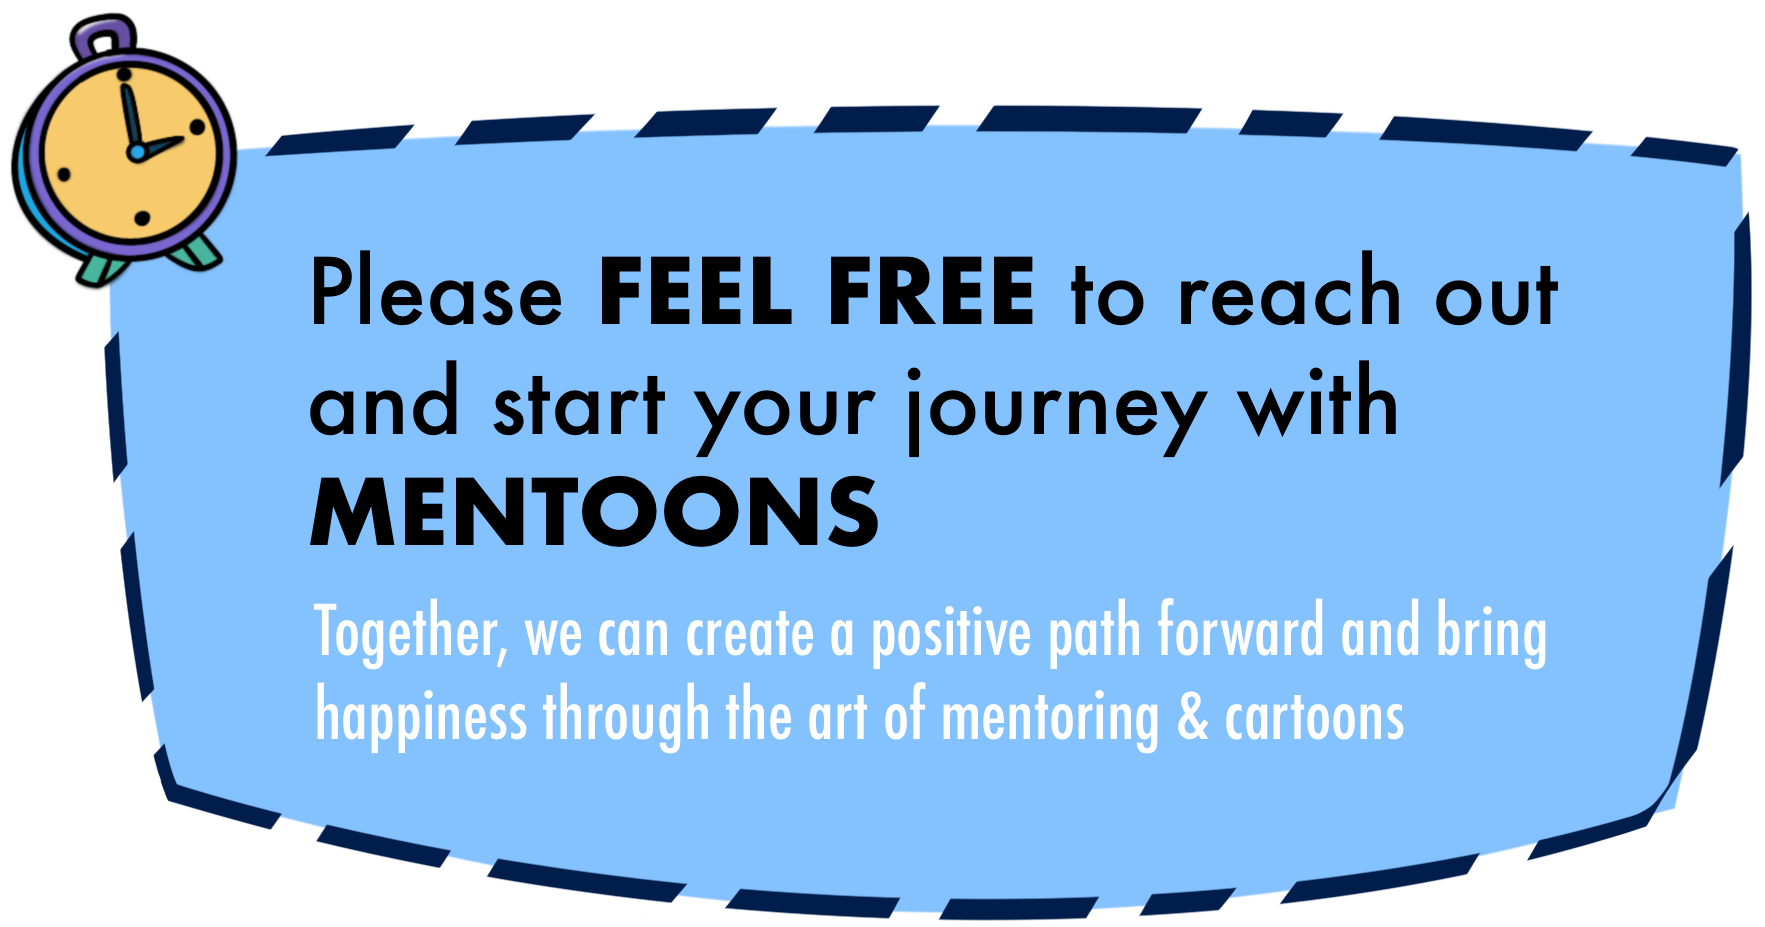 Please FEEL FREE to reach out
and start your journey with
MENTOONS
Together, we can create a positive path forward and bring
happiness through the art of mentoring & cartoons